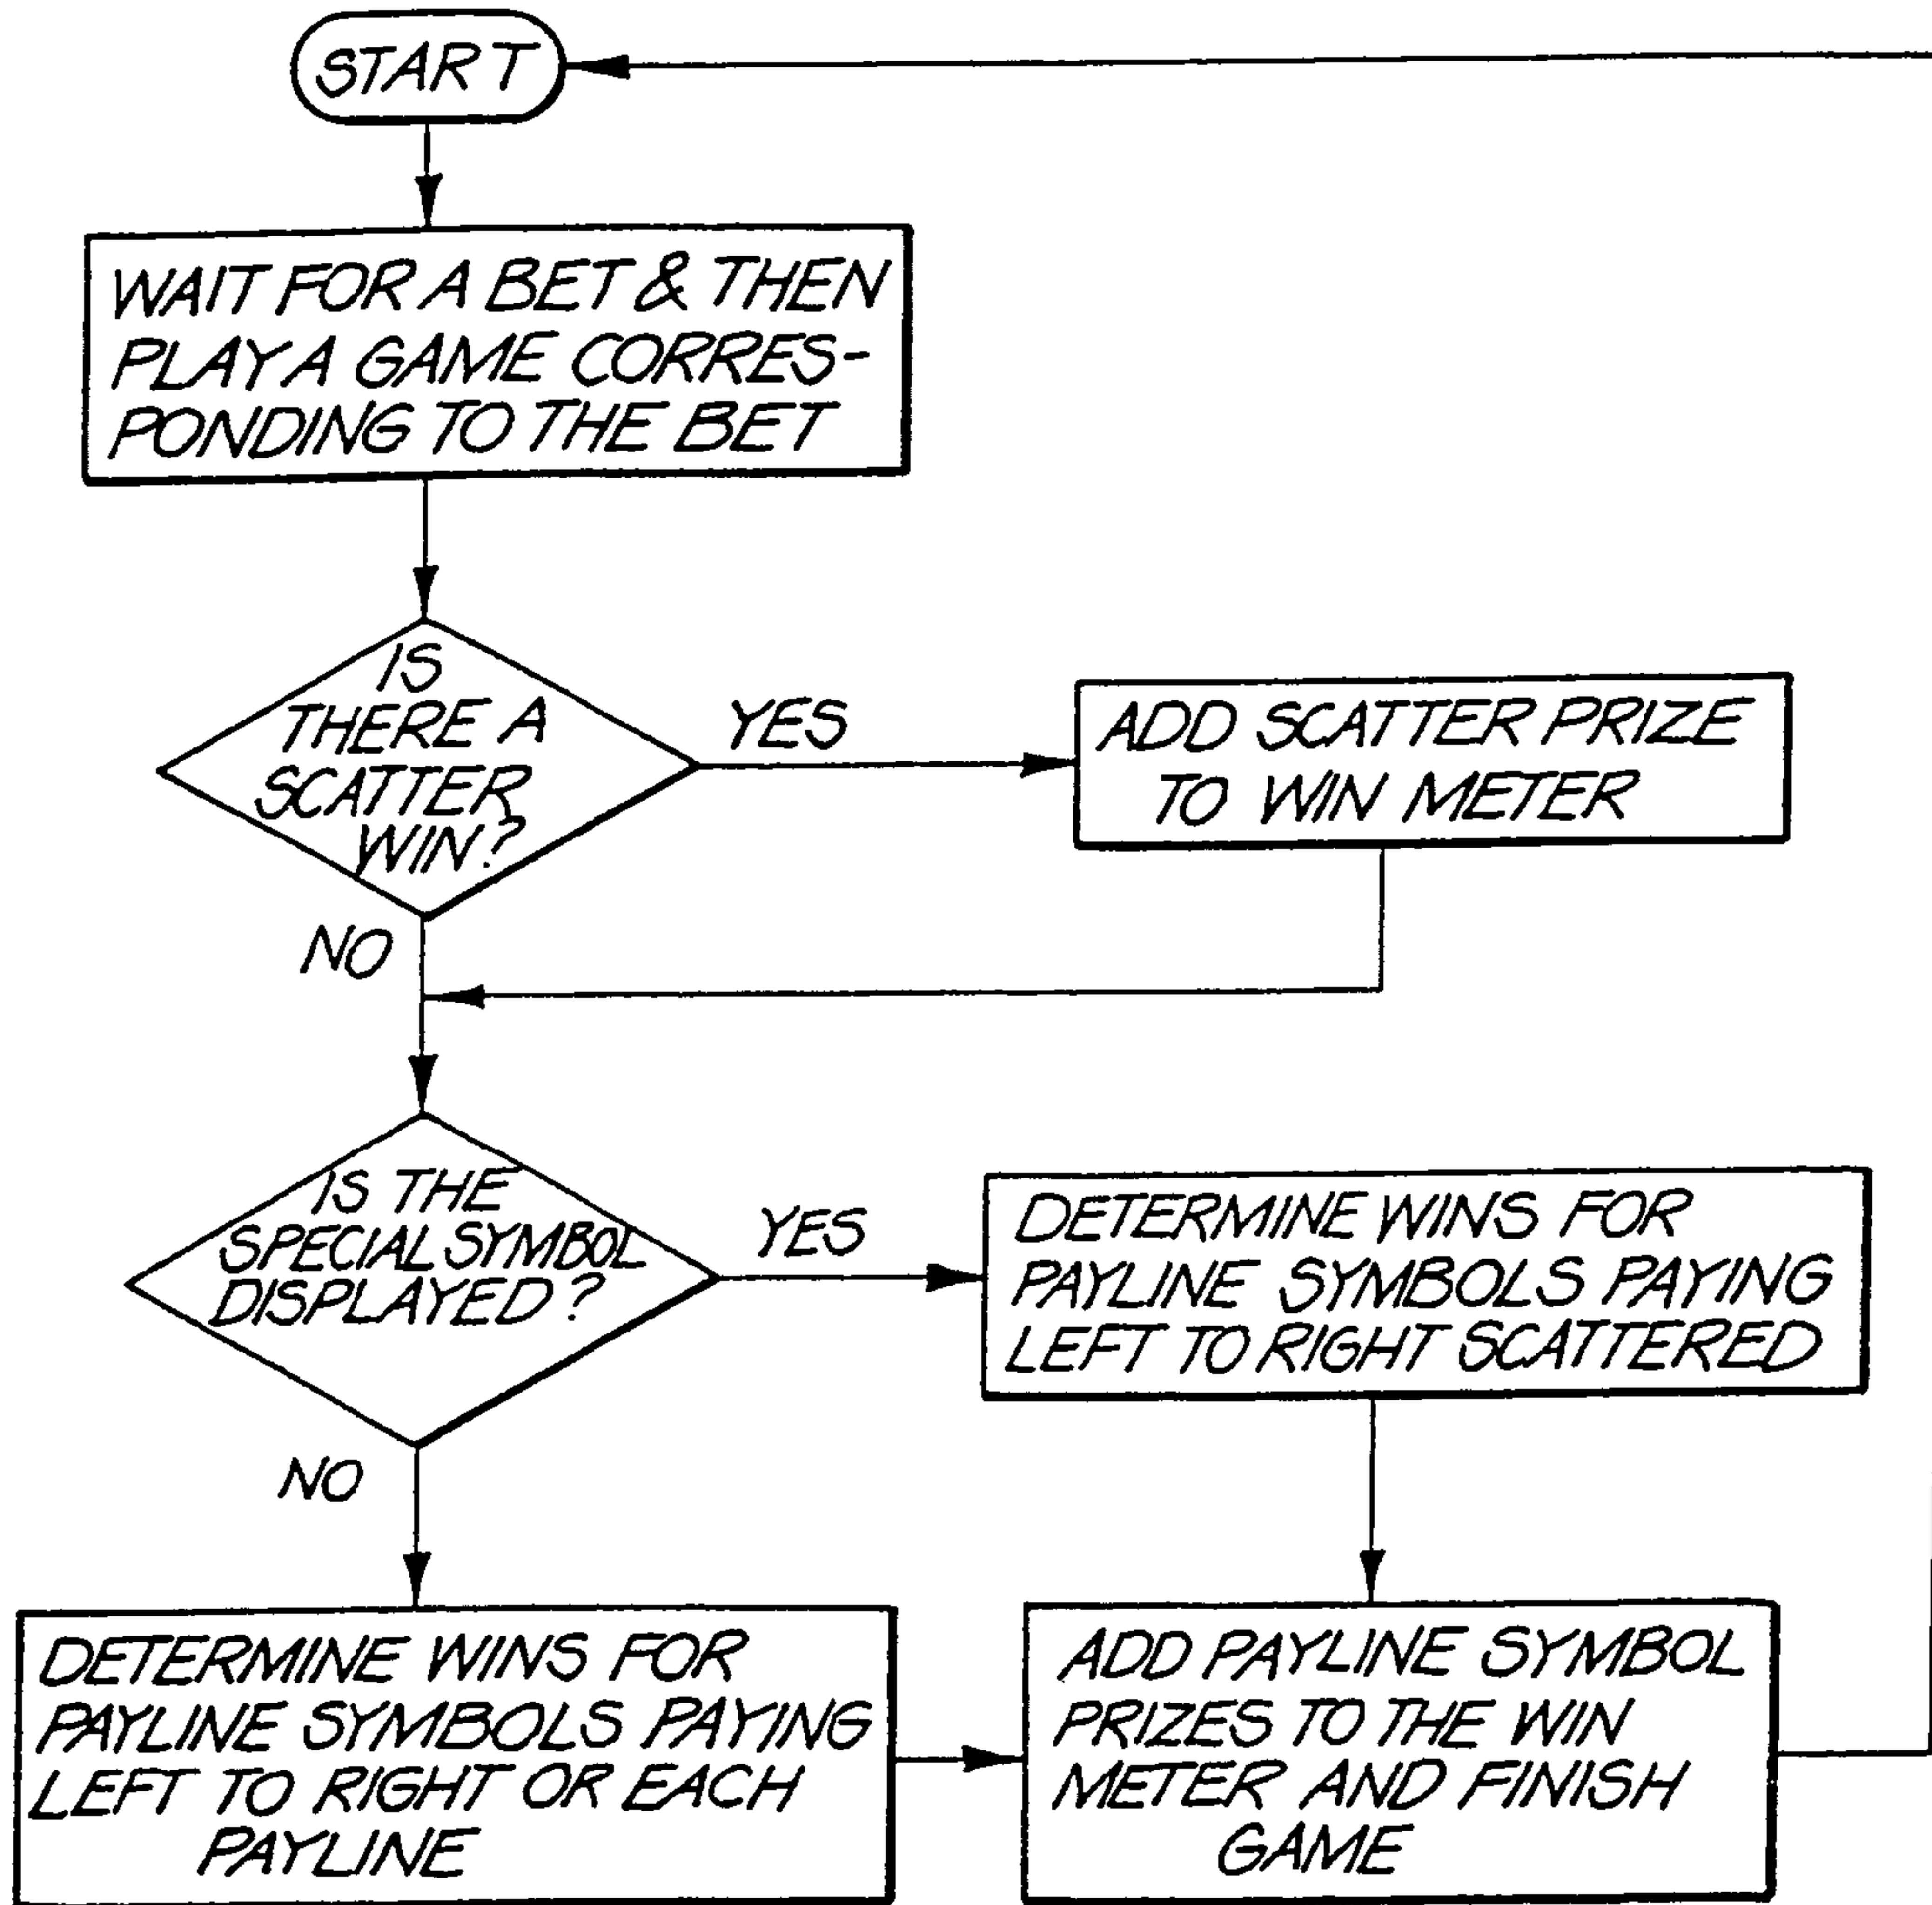 START
WAIT FOR A BET & THEN
PLAY A GAME CORRES-
PONDING TO THE BET
IS
THERE A
SCATTER
WIN?
YES
ADD SCATTER PRIZE
TO WIN METER
NO
IS THE
SPECIAL SYMBOL
DISPLAYED?
YES
DETERMINE WINS FOR
PAYLINE SYMBOLS PAYING
LEFT TO RIGHT SCATTERED
NO
DETERMINE WINS FOR
PAYLINE SYMBOLS PAYING
LEFT TO RIGHT OR EACH
PAYLINE
ADD PAYLINE SYMBOL
PRIZES TO THE WIN
METER AND FINISH
GAME